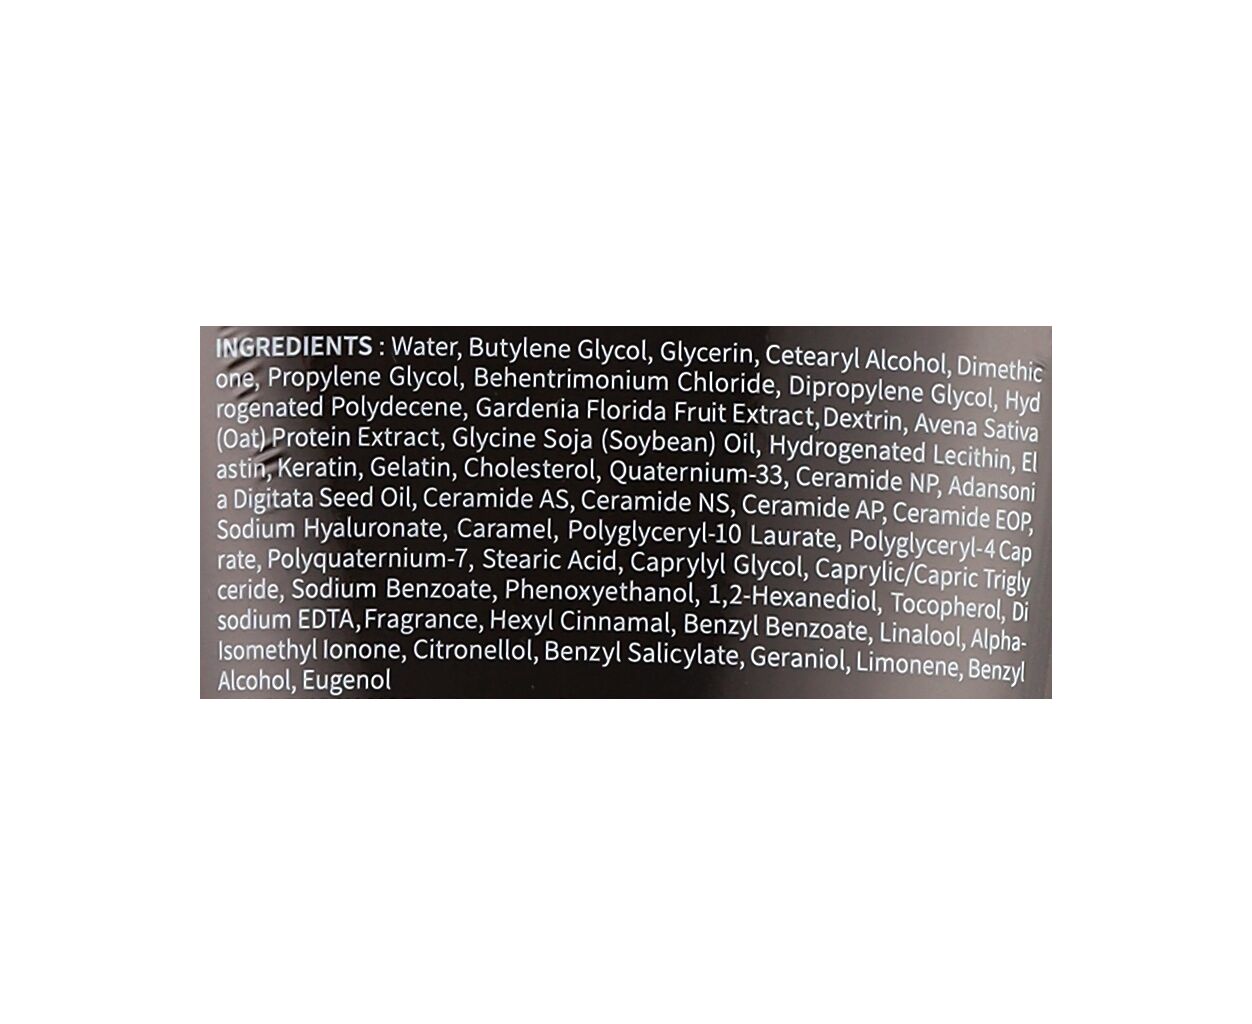 INGREDIENTS : Water, Butylene Glycol, Glycerin, Cetearyl Alcohol, Dimethic
one, Propylene Glycol, Behentrimonium Chloride, Dipropylene Glycol, Hyd
rogenated Polydecene, Gardenia Florida Fruit Extract, Dextrin, Avena Sativa
(Oat) Protein Extract, Glycine Soja (Soybean) Oil, Hydrogenated Lecithin, El
astin, Keratin, Gelatin, Cholesterol, Quaternium-33, Ceramide NP, Adansoni
a Digitata Seed Oil, Ceramide AS, Ceramide NS, Ceramide AP, Ceramide EOP,
Sodium Hyaluronate, Caramel, Polyglyceryl-10 Laurate, Polyglyceryl-4 Cap
rate, Polyquaternium-7, Stearic Acid, Caprylyl Glycol, Caprylic/Capric Trigly
ceride, Sodium Benzoate, Phenoxyethanol, 1,2-Hexanediol, Tocopherol, Di
sodium EDTA, Fragrance, Hexyl Cinnamal, Benzyl Benzoate, Linalool, Alpha-
Isomethyl Ionone, Citronellol, Benzyl Salicylate, Geraniol, Limonene, Benzyl
Alcohol, Eugenol